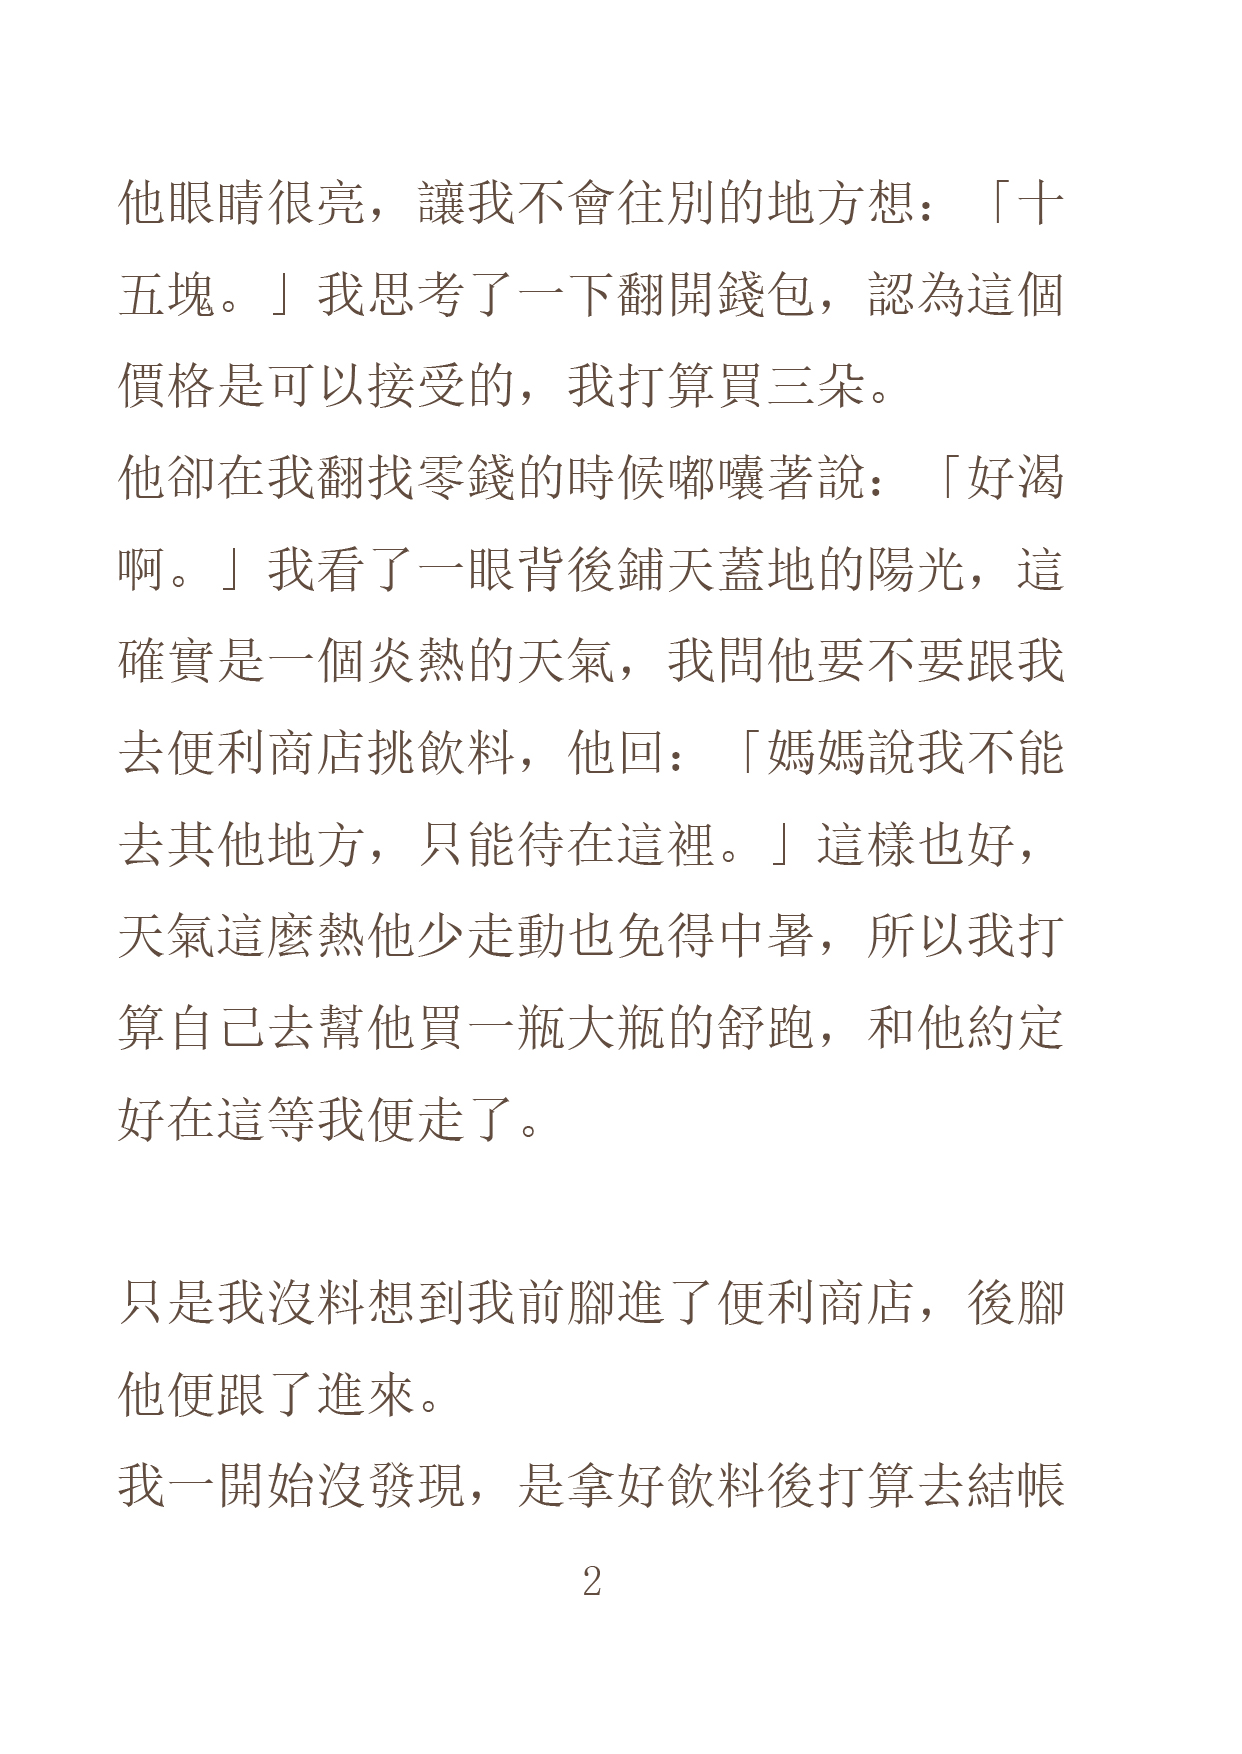 他眼睛很亮，讓我不會往別的地方想：「十
五塊。」我思考了一下翻開錢包，認為這個
價格是可以接受的，我打算買三朵。
他卻在我翻找零錢的時候嘟囔著說：「好渴
啊。」我看了一眼背後鋪天蓋地的陽光，這
確實是一個炎熱的天氣，我問他要不要跟我
去便利商店挑飲料，他回：「媽媽說我不能
去其他地方，只能待在這裡。」這樣也好，
天氣這麼熱他少走動也免得中暑，所以我打
算自己去幫他買一瓶大瓶的舒跑，和他約定
好在這等我便走了。
只是我沒料想到我前腳進了便利商店，後腳
他便跟了進來。
我一開始沒發現，是拿好飲料後打算去結帳
2